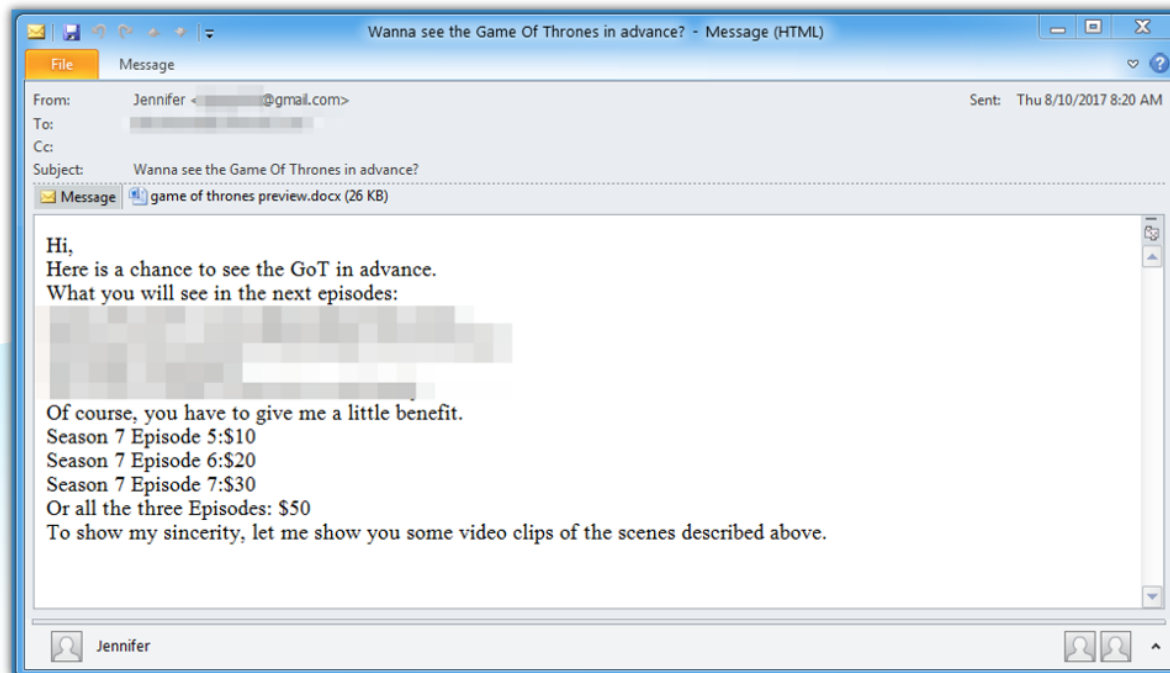 Wanna see the Game Of Thrones in advance? - Message (HTML)
File Message
From: Jennifer < @gmail.com> Sent: Thu 8/10/2017 8:20 AM
To:
Cc:
Subject: Wanna see the Game Of Thrones in advance?
Message game of thrones preview.docx (26 KB)
Hi,
Here is a chance to see the GoT in advance.
What you will see in the next episodes:
Of course, you have to give me a little benefit.
Season 7 Episode 5:$10
Season 7 Episode 6:$20
Season 7 Episode 7:$30
Or all the three Episodes: $50
To show my sincerity, let me show you some video clips of the scenes described above.
Jennifer